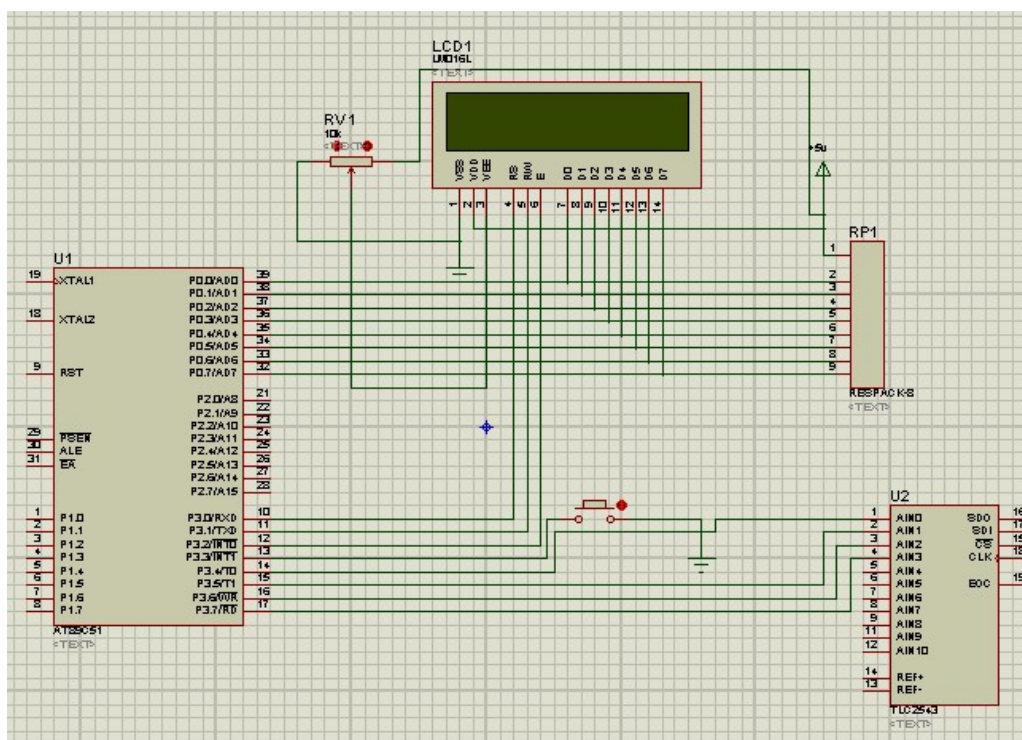 LCD1
LM016L
<TEXT>
RV1
10k
<TEXT>
VSS
VDD
VEE
RS
RW
E
D0
D1
D2
D3
D4
D5
D6
D7
1
2
3
4
5
6
7
8
9
10
11
12
13
14
RP1
1
2
3
4
5
6
7
8
9
RESPACK-8
<TEXT>
U1
19 XTAL1 P0.0/AD0 39
P0.1/AD1 38
P0.2/AD2 37
18 XTAL2 P0.3/AD3 36
P0.4/AD4 35
P0.5/AD5 34
P0.6/AD6 33
9 RST P0.7/AD7 32
P2.0/A8 21
P2.1/A9 22
P2.2/A10 23
29 PSEN P2.3/A11 24
30 ALE P2.4/A12 25
31 EA P2.5/A13 26
P2.6/A14 27
P2.7/A15 28
1 P1.0 P3.0/RXD 10
2 P1.1 P3.1/TXD 11
3 P1.2 P3.2/INT0 12
4 P1.3 P3.3/INT1 13
5 P1.4 P3.4/T0 14
6 P1.5 P3.5/T1 15
7 P1.6 P3.6/WR 16
8 P1.7 P3.7/RD 17
AT89C51
<TEXT>
U2
1 AIN0 SDO 16
2 AIN1 SDI 17
3 AIN2 CS 15
4 AIN3 CLK 18
5 AIN4
6 AIN5 EOC 19
7 AIN6
8 AIN7
9 AIN8
11 AIN9
12 AIN10
14 REF+
13 REF-
TLC2543
<TEXT>